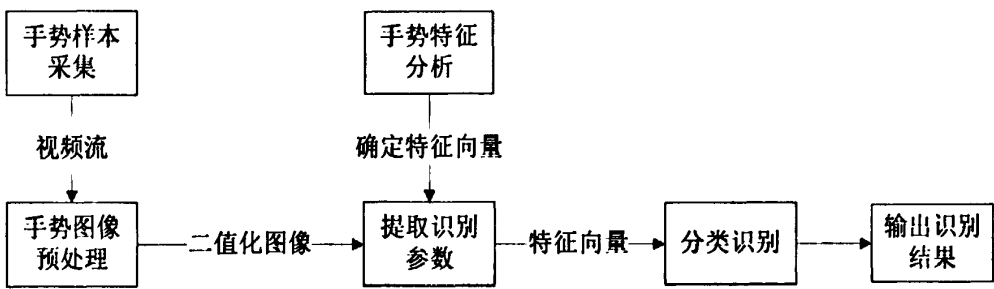 手势样本
采集
手势特征
分析
视频流
确定特征向量
手势图像
预处理
二值化图像
提取识别
参数
特征向量
分类识别
输出识别
结果